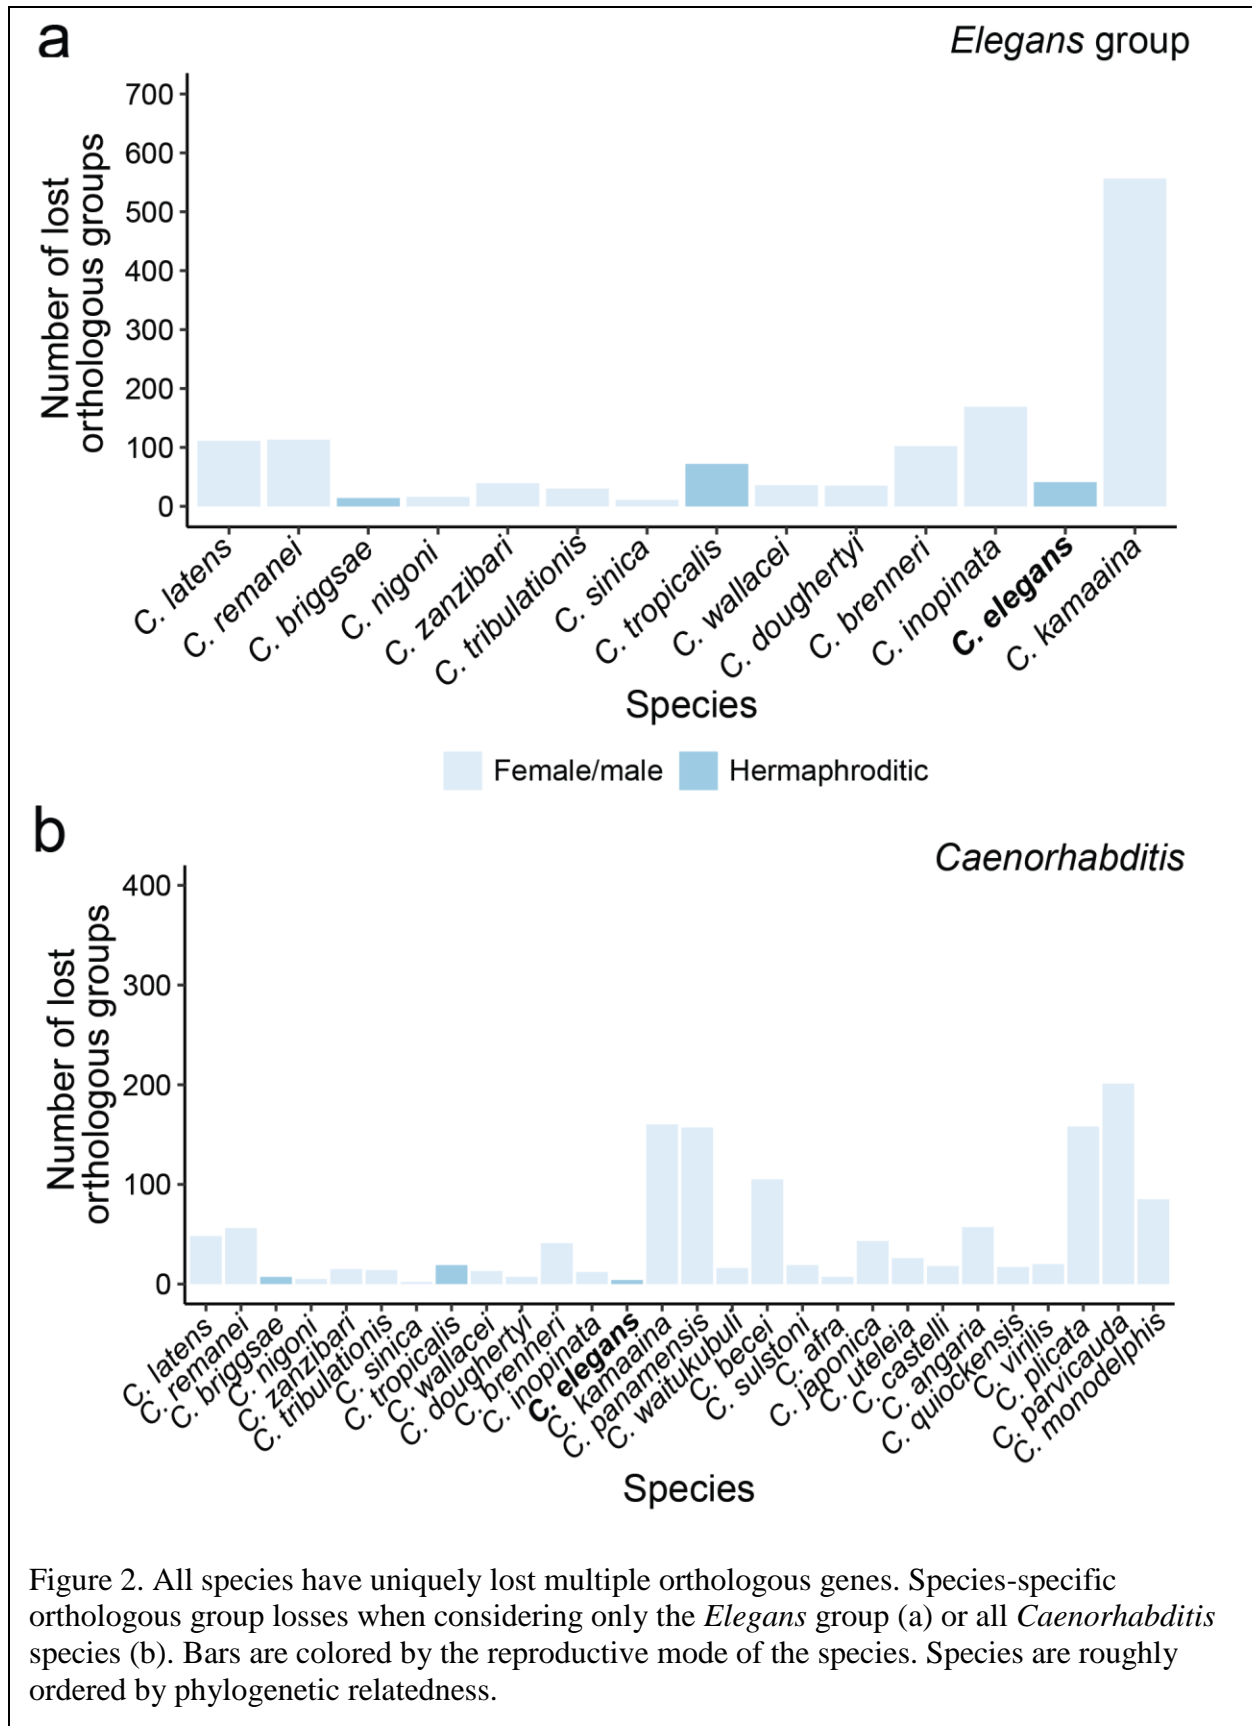 a
Elegans group
700
600
500
400
300
200
100
0
Number of lost
orthologous groups
C. latens
C. remanei
C. briggsae
C. nigoni
C. zanzibari
C. tribulationis
C. sinica
C. tropicalis
C. wallacei
C. doughertyi
C. brenneri
C. inopinata
C. elegans
C. kamaaina
Species
Female/male
Hermaphroditic
b
Caenorhabditis
400
300
200
100
0
Number of lost
orthologous groups
C. latens
C. remanei
C. briggsae
C. nigoni
C. zanzibari
C. tribulationis
C. sinica
C. tropicalis
C. wallacei
C. doughertyi
C. brenneri
C. inopinata
C. elegans
C. kamaaina
C. panamensis
C. waitukubuli
C. becei
C. sulstoni
C. afra
C. japonica
C. uteleia
C. castelli
C. angaria
C. quiockensis
C. virilis
C. plicata
C. parvicauda
C. monodelphis
Species
Figure 2. All species have uniquely lost multiple orthologous genes. Species-specific
orthologous group losses when considering only the Elegans group (a) or all Caenorhabditis
species (b). Bars are colored by the reproductive mode of the species. Species are roughly
ordered by phylogenetic relatedness.